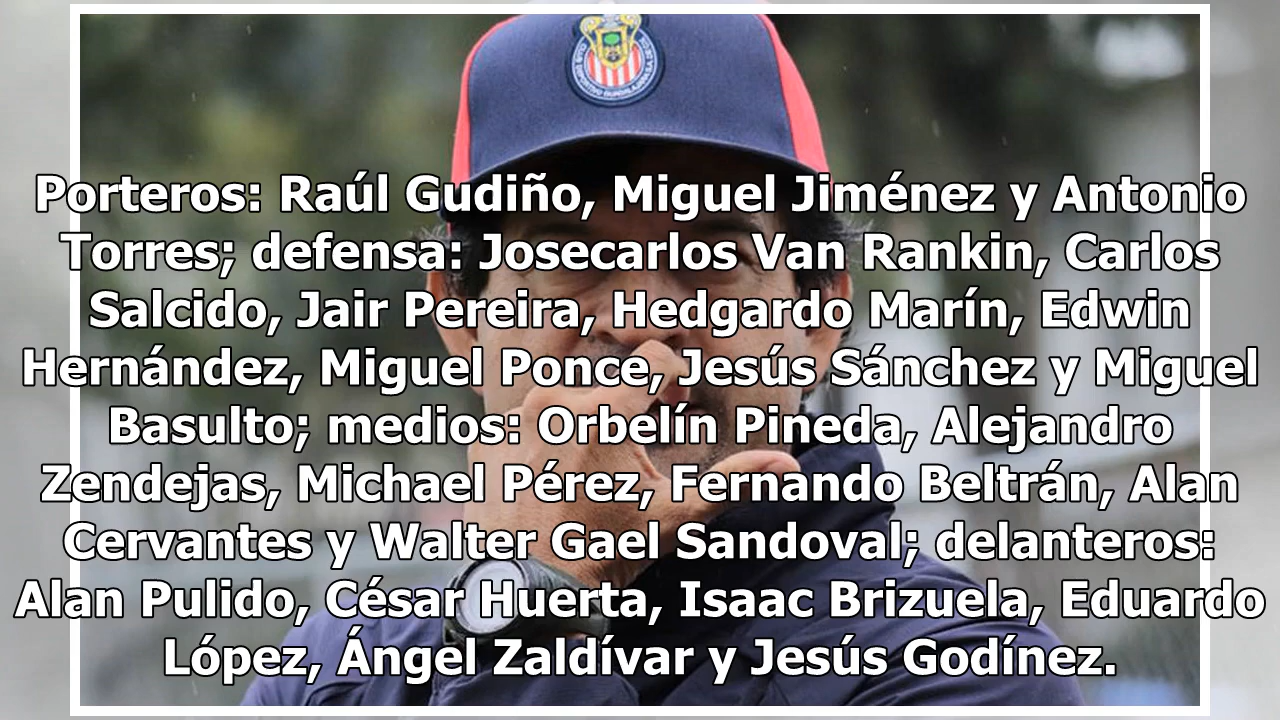 Porteros: Raúl Gudiño, Miguel Jiménez y Antonio
Torres; defensa: Josecarlos Van Rankin, Carlos
Salcido, Jair Pereira, Hedgardo Marín, Edwin
Hernández, Miguel Ponce, Jesús Sánchez y Miguel
Basulto; medios: Orbelín Pineda, Alejandro
Zendejas, Michael Pérez, Fernando Beltrán, Alan
Cervantes y Walter Gael Sandoval; delanteros:
Alan Pulido, César Huerta, Isaac Brizuela, Eduardo
López, Ángel Zaldívar y Jesús Godínez.